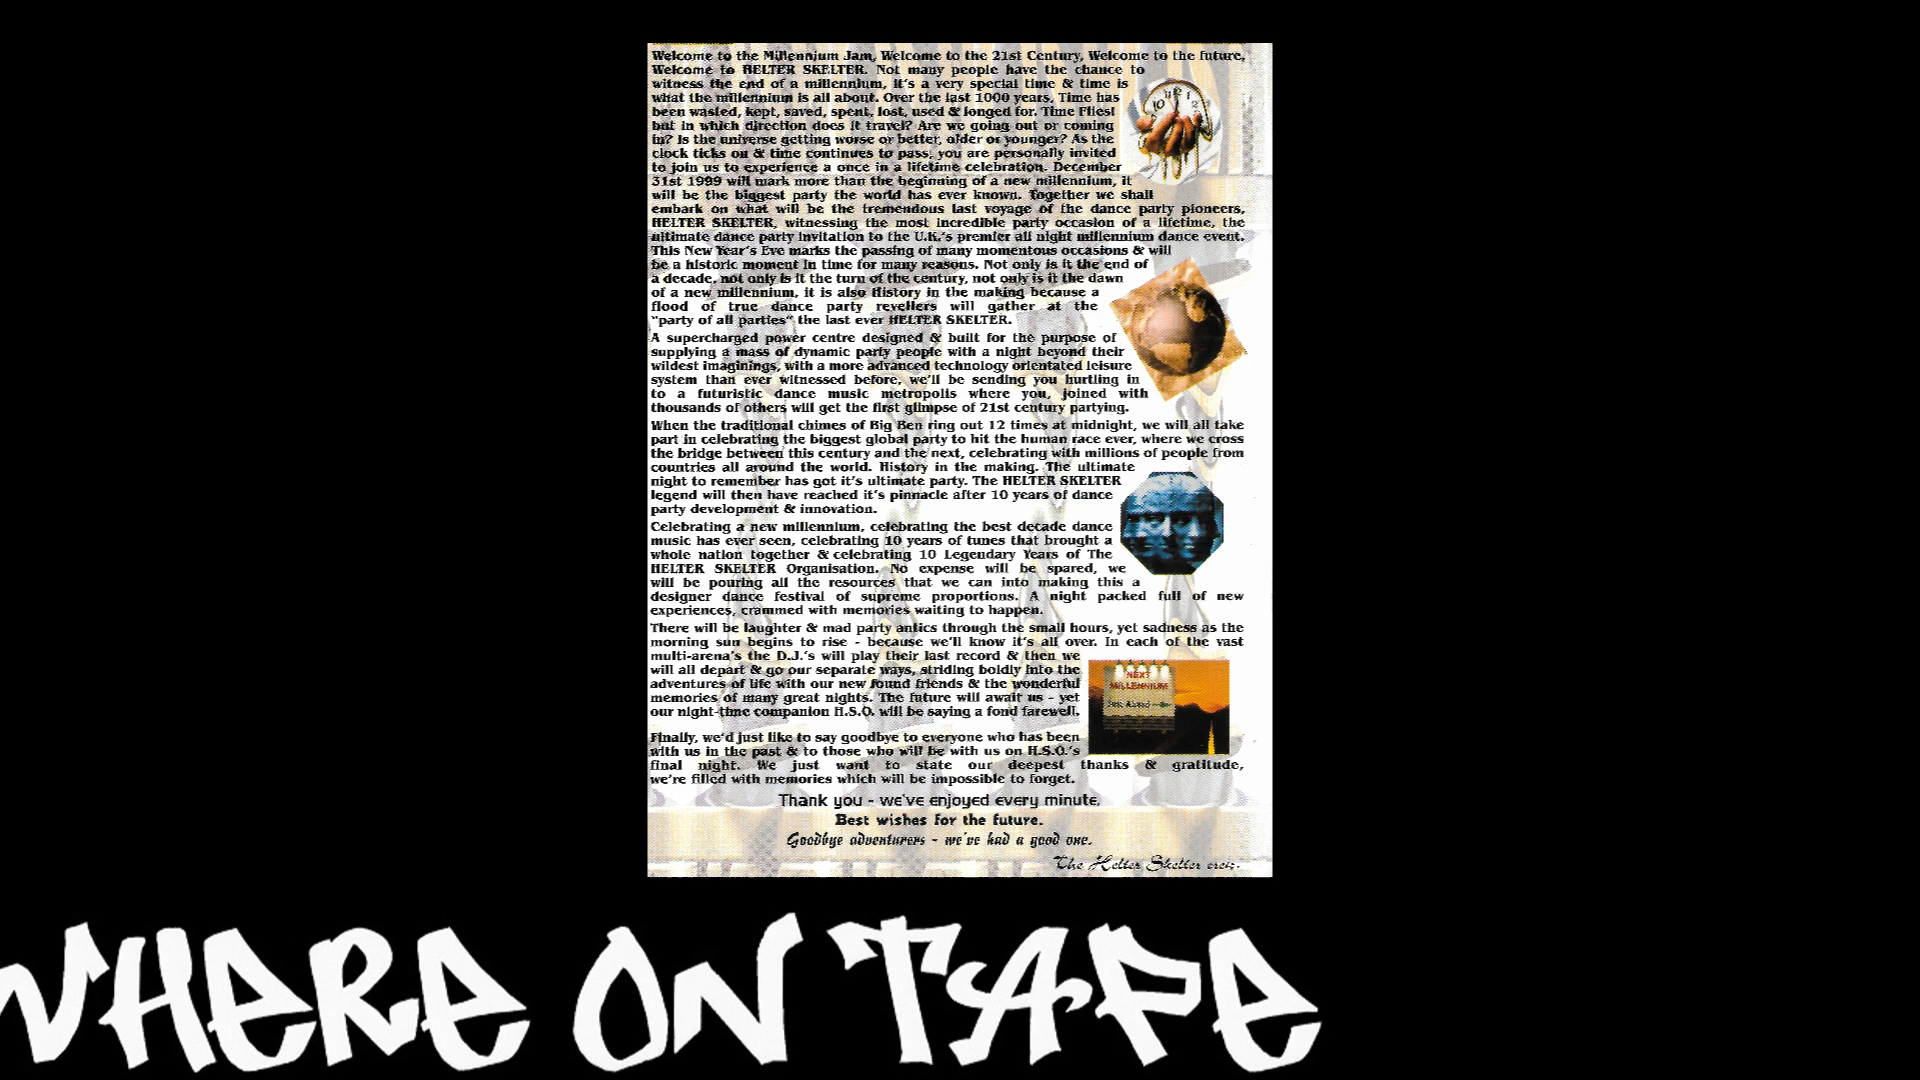 Welcome to the Millennium Jam, Welcome to the 21st Century, Welcome to the future,
Welcome to HELTER SKELTER. Not many people have the chance to
witness the end of a millennium, it's a very special time & time is
what the millennium is all about. Over the last 1000 years, Time has
been wasted, kept, saved, spent, lost, used & longed for. Time Flies!
but in which direction does it travel? Are we going out or coming
in? Is the universe getting worse or better, older or younger? As the
clock ticks on & time continues to pass, you are personally invited
to join us to experience a once in a lifetime celebration. December
31st 1999 will mark more than the beginning of a new millennium, it
will be the biggest party the world has ever known. Together we shall
embark on what will be the tremendous last voyage of the dance party pioneers,
HELTER SKELTER, witnessing the most incredible party occasion of a lifetime, the
ultimate dance party invitation to the U.K.'s premier all night millennium dance event.
This New Year's Eve marks the passing of many momentous occasions & will
be a historic moment in time for many reasons. Not only is it the end of
a decade, not only is it the turn of the century, not only is it the dawn
of a new millennium, it is also History in the making because a
flood of true dance party revellers will gather at the
"party of all parties" the last ever HELTER SKELTER.
A supercharged power centre designed & built for the purpose of
supplying a mass of dynamic party people with a night beyond their
wildest imaginings, with a more advanced technology orientated leisure
system than ever witnessed before, we'll be sending you hurtling in
to a futuristic dance music metropolis where you, joined with
thousands of others will get the first glimpse of 21st century partying.
When the traditional chimes of Big Ben ring out 12 times at midnight, we will all take
part in celebrating the biggest global party to hit the human race ever, where we cross
the bridge between this century and the next, celebrating with millions of people from
countries all around the world. History in the making. The ultimate
night to remember has got it's ultimate party. The HELTER SKELTER
legend will then have reached it's pinnacle after 10 years of dance
party development & innovation.
Celebrating a new millennium, celebrating the best decade dance
music has ever seen, celebrating 10 years of tunes that brought a
whole nation together & celebrating 10 Legendary Years of The
HELTER SKELTER Organisation. No expense will be spared, we
will be pouring all the resources that we can into making this a
designer dance festival of supreme proportions. A night packed full of new
experiences, crammed with memories waiting to happen.
There will be laughter & mad party antics through the small hours, yet sadness as the
morning sun begins to rise - because we'll know it's all over. In each of the vast
multi-arena's the D.J.'s will play their last record & then we
will all depart & go our separate ways, striding boldly into the
adventures of life with our new found friends & the wonderful
memories of many great nights. The future will await us - yet
our night-time companion H.S.O. will be saying a fond farewell.
NEXT
MILLENNIUM
Just Ahead
Finally, we'd just like to say goodbye to everyone who has been
with us in the past & to those who will be with us on H.S.O.'s
final night. We just want to state our deepest thanks & gratitude,
we're filled with memories which will be impossible to forget.
Thank you - we've enjoyed every minute.
Best wishes for the future.
Goodbye adventurers - we've had a good one.
The Helter Skelter crew.
WHERE ON TAPE